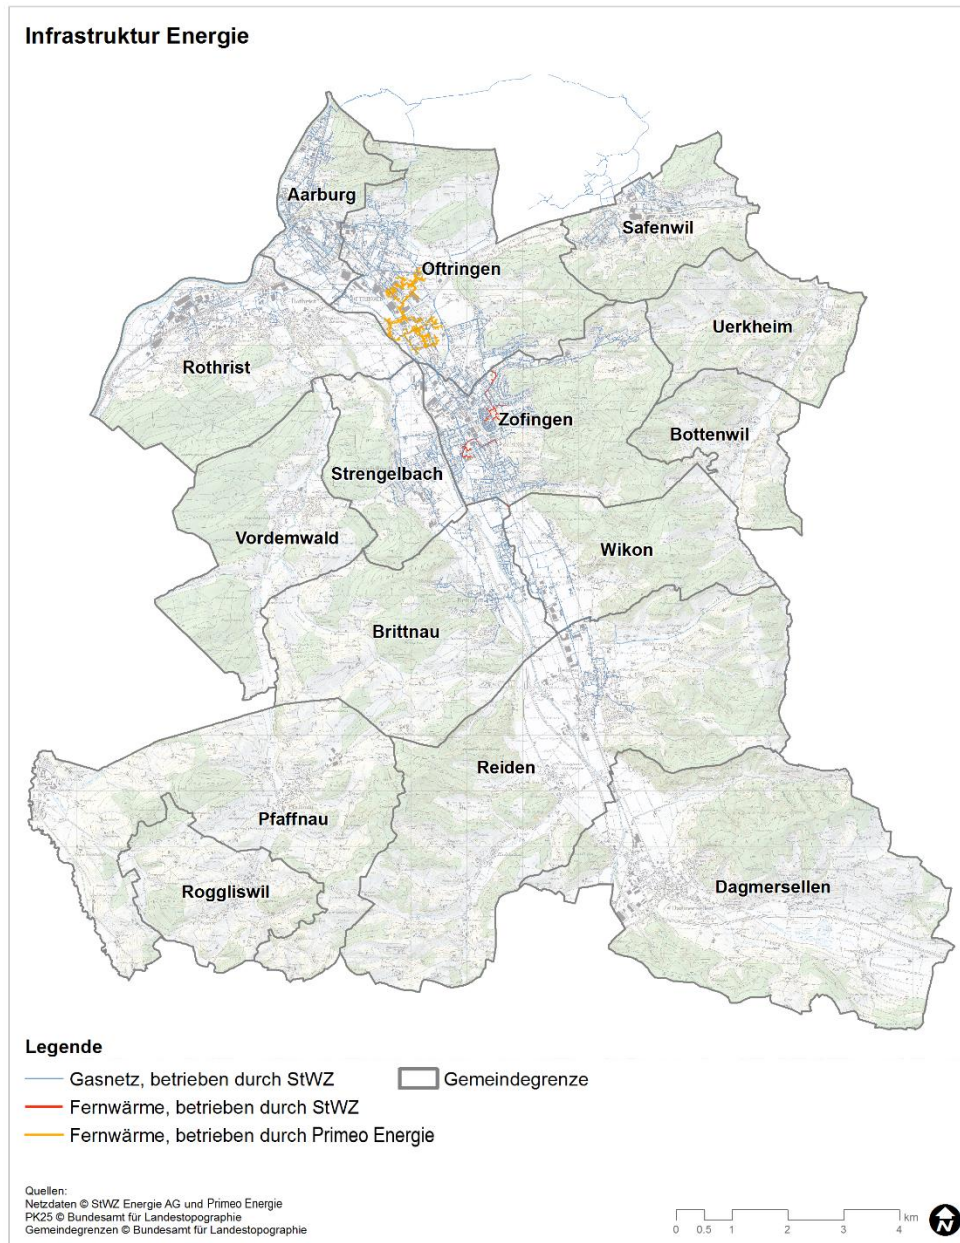 Infrastruktur Energie
Aarburg
Safenwil
Oftringen
Uerkheim
Rothrist
Zofingen
Bottenwil
Strengelbach
Vordemwald
Wikon
Brittnau
Reiden
Pfaffnau
Dagmersellen
Roggliswil
Legende
Gasnetz, betrieben durch StWZ
Gemeindegrenze
Fernwärme, betrieben durch StWZ
Fernwärme, betrieben durch Primeo Energie
Quellen:
Netzdaten © StWZ Energie AG und Primeo Energie
PK25 © Bundesamt für Landestopographie
Gemeindegrenzen © Bundesamt für Landestopographie
km
0 0.5 1 2 3 4
N